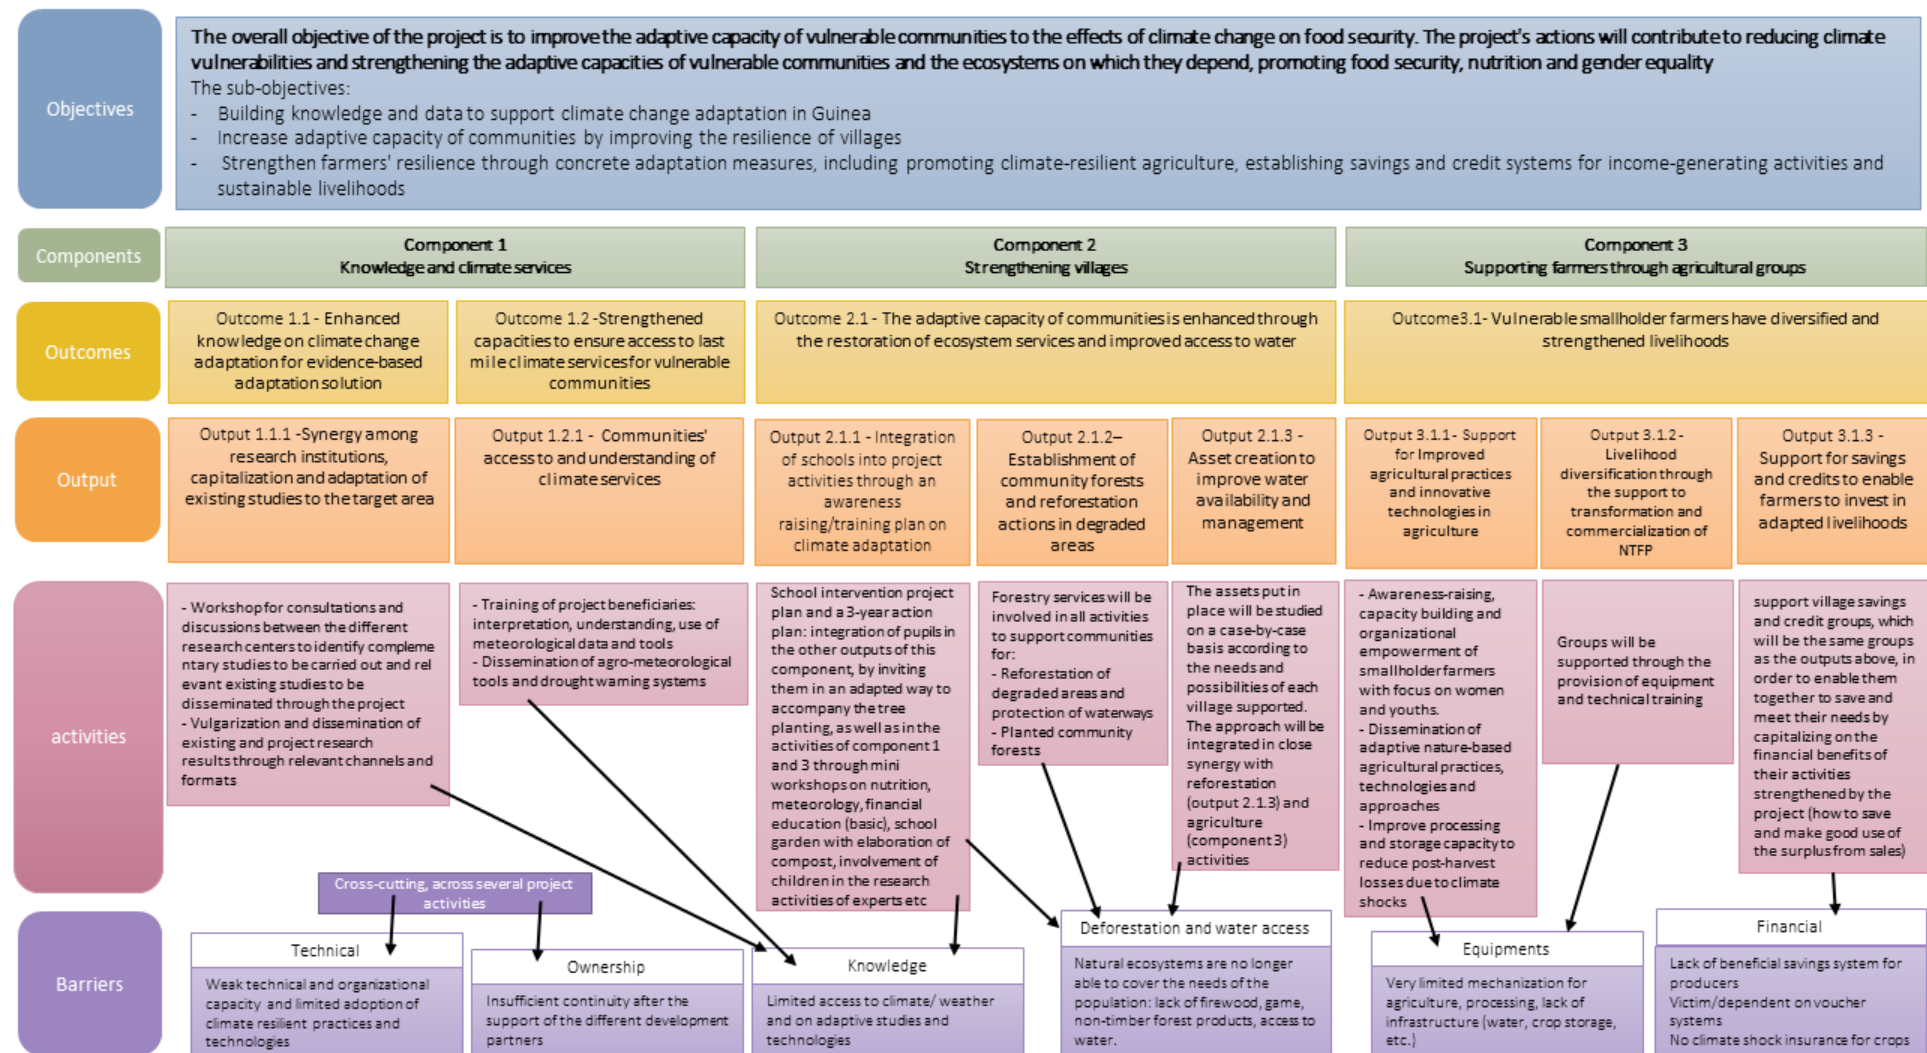 Objectives
The overall objective of the project is to improve the adaptive capacity of vulnerable communities to the effects of climate change on food security. The project's actions will contribute to reducing climate
vulnerabilities and strengthening the adaptive capacities of vulnerable communities and the ecosystems on which they depend, promoting food security, nutrition and gender equality
The sub-objectives:
- Building knowledge and data to support climate change adaptation in Guinea
- Increase adaptive capacity of communities by improving the resilience of villages
- Strengthen farmers' resilience through concrete adaptation measures, including promoting climate-resilient agriculture, establishing savings and credit systems for income-generating activities and
sustainable livelihoods
Components
Component 1
Knowledge and climate services
Component 2
Strengthening villages
Component 3
Supporting farmers through agricultural groups
Outcomes
Outcome 1.1 - Enhanced
knowledge on climate change
adaptation for evidence-based
adaptation solution
Outcome 1.2 -Strengthened
capacities to ensure access to last
mile climate services for vulnerable
communities
Outcome 2.1 - The adaptive capacity of communities is enhanced through
the restoration of ecosystem services and improved access to water
Outcome3.1- Vulnerable smallholder farmers have diversified and
strengthened livelihoods
Output
Output 1.1.1 -Synergy among
research institutions,
capitalization and adaptation of
existing studies to the target area
Output 1.2.1 - Communities'
access to and understanding of
climate services
Output 2.1.1 - Integration
of schools into project
activities through an
awareness
raising/training plan on
climate adaptation
Output 2.1.2–
Establishment of
community forests
and reforestation
actions in degraded
areas
Output 2.1.3 -
Asset creation to
improve water
availability and
management
Output 3.1.1 - Support
for Improved
agricultural practices
and innovative
technologies in
agriculture
Output 3.1.2 -
Livelihood
diversification through
the support to
transformation and
commercialization of
NTFP
Output 3.1.3 -
Support for savings
and credits to enable
farmers to invest in
adapted livelihoods
activities
- Workshop for consultations and
discussions between the different
research centers to identify compleme
ntary studies to be carried out and rel
evant existing studies to be
disseminated through the project
- Vulgarization and dissemination of
existing and project research
results through relevant channels and
formats
- Training of project beneficiaries:
interpretation, understanding, use of
meteorological data and tools
- Dissemination of agro-meteorological
tools and drought warning systems
School intervention project
plan and a 3-year action
plan: integration of pupils in
the other outputs of this
component, by inviting
them in an adapted way to
accompany the tree
planting, as well as in the
activities of component 1
and 3 through mini
workshops on nutrition,
meteorology, financial
education (basic), school
garden with elaboration of
compost, involvement of
children in the research
activities of experts etc
Forestry services will be
involved in all activities
to support communities
for:
- Reforestation of
degraded areas and
protection of waterways
- Planted community
forests
The assets put in
place will be studied
on a case-by-case
basis according to
the needs and
possibilities of each
village supported.
The approach will be
integrated in close
synergy with
reforestation
(output 2.1.3) and
agriculture
(component 3)
activities
- Awareness-raising,
capacity building and
organizational
empowerment of
smallholder farmers
with focus on women
and youths.
- Dissemination of
adaptive nature-based
agricultural practices,
technologies and
approaches
- Improve processing
and storage capacity to
reduce post-harvest
losses due to climate
shocks
Groups will be
supported through the
provision of equipment
and technical training
support village savings
and credit groups, which
will be the same groups
as the outputs above, in
order to enable them
together to save and
meet their needs by
capitalizing on the
financial benefits of
their activities
strengthened by the
project (how to save
and make good use of
the surplus from sales)
Cross-cutting, across several project
activities
Barriers
Technical
Weak technical and organizational
capacity and limited adoption of
climate resilient practices and
technologies
Ownership
Insufficient continuity after the
support of the different development
partners
Knowledge
Limited access to climate/ weather
and on adaptive studies and
technologies
Deforestation and water access
Natural ecosystems are no longer
able to cover the needs of the
population: lack of firewood, game,
non-timber forest products, access to
water.
Equipments
Very limited mechanization for
agriculture, processing, lack of
infrastructure (water, crop storage,
etc.)
Financial
Lack of beneficial savings system for
producers
Victim/dependent on voucher
systems
No climate shock insurance for crops